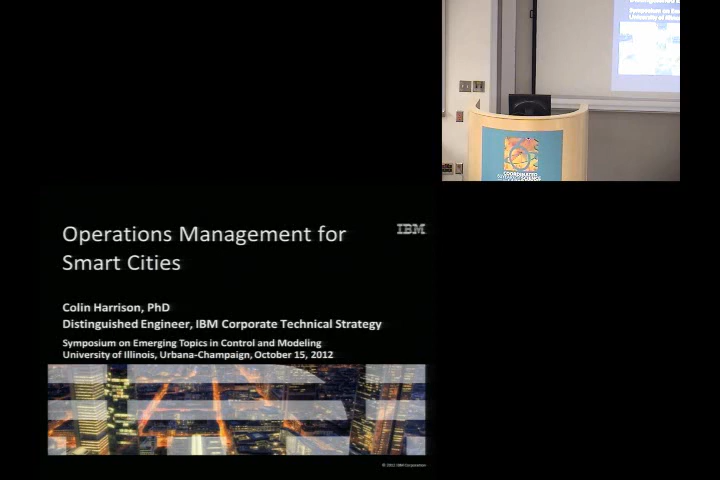 Operations Management for
Smart Cities
IBM
Colin Harrison, PhD
Distinguished Engineer, IBM Corporate Technical Strategy
Symposium on Emerging Topics in Control and Modeling
University of Illinois, Urbana-Champaign, October 15, 2012
© 2012 IBM Corporation
COORDINATED